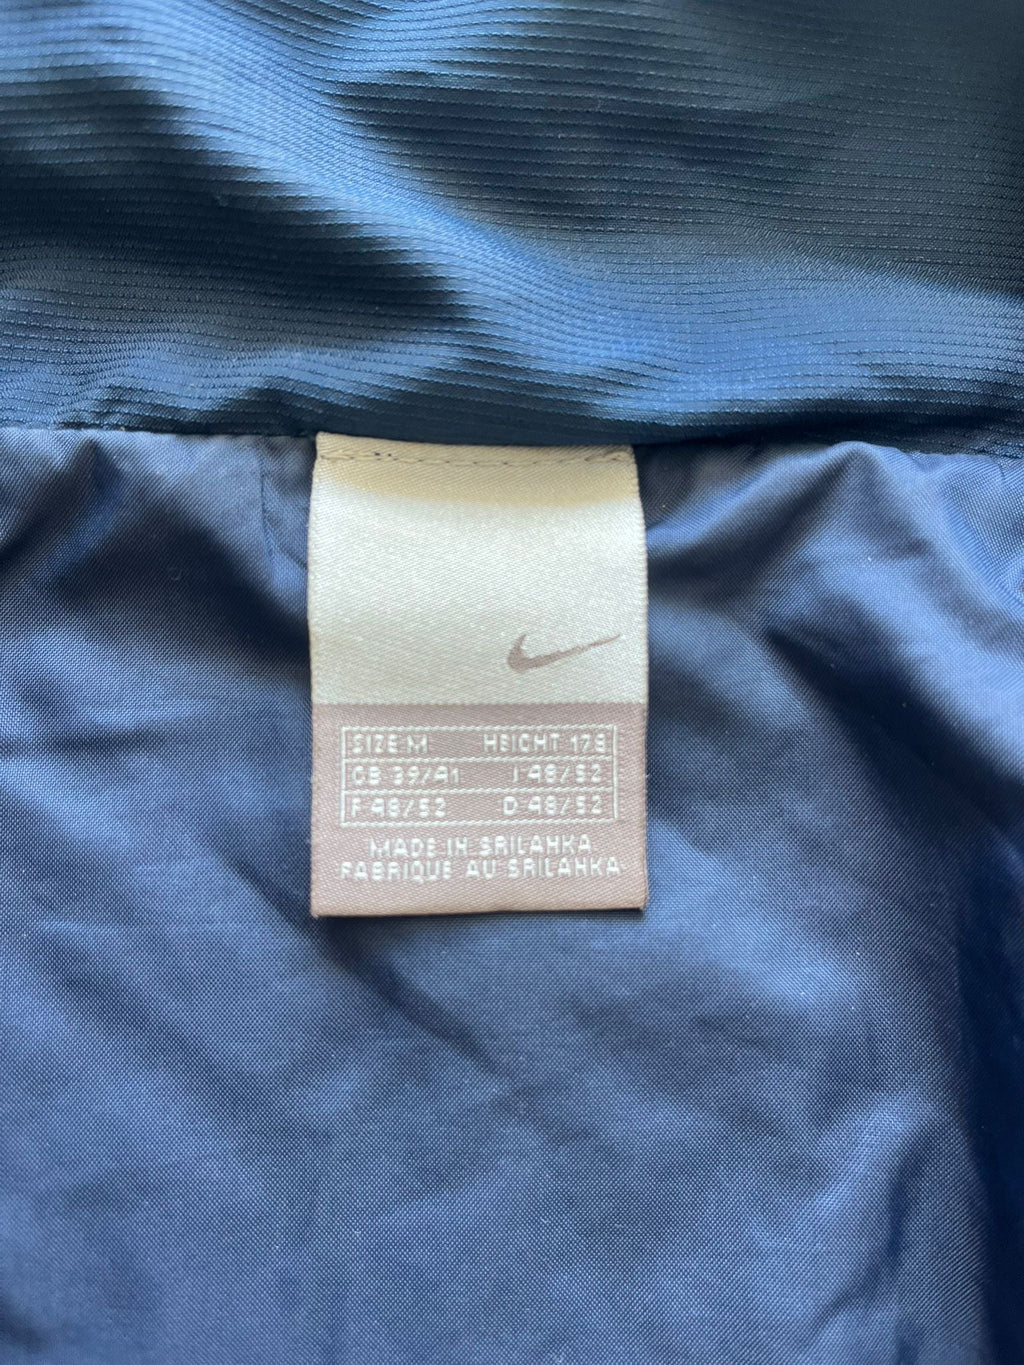 SIZE M HEIGHT 178
GB 39/41 I 48/52
F 48/52 D 48/52
MADE IN SRILANKA
FABRIQUE AU SRILANKA